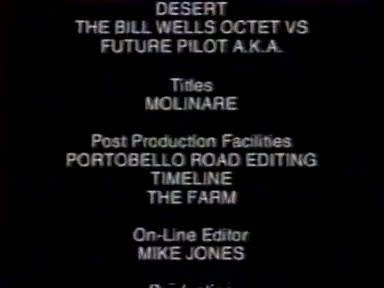 DESERT
THE BILL WELLS OCTET VS
FUTURE PILOT A.K.A.
Titles
MOLINARE
Post Production Facilities
PORTOBELLO ROAD EDITING
TIMELINE
THE FARM
On-Line Editor
MIKE JONES